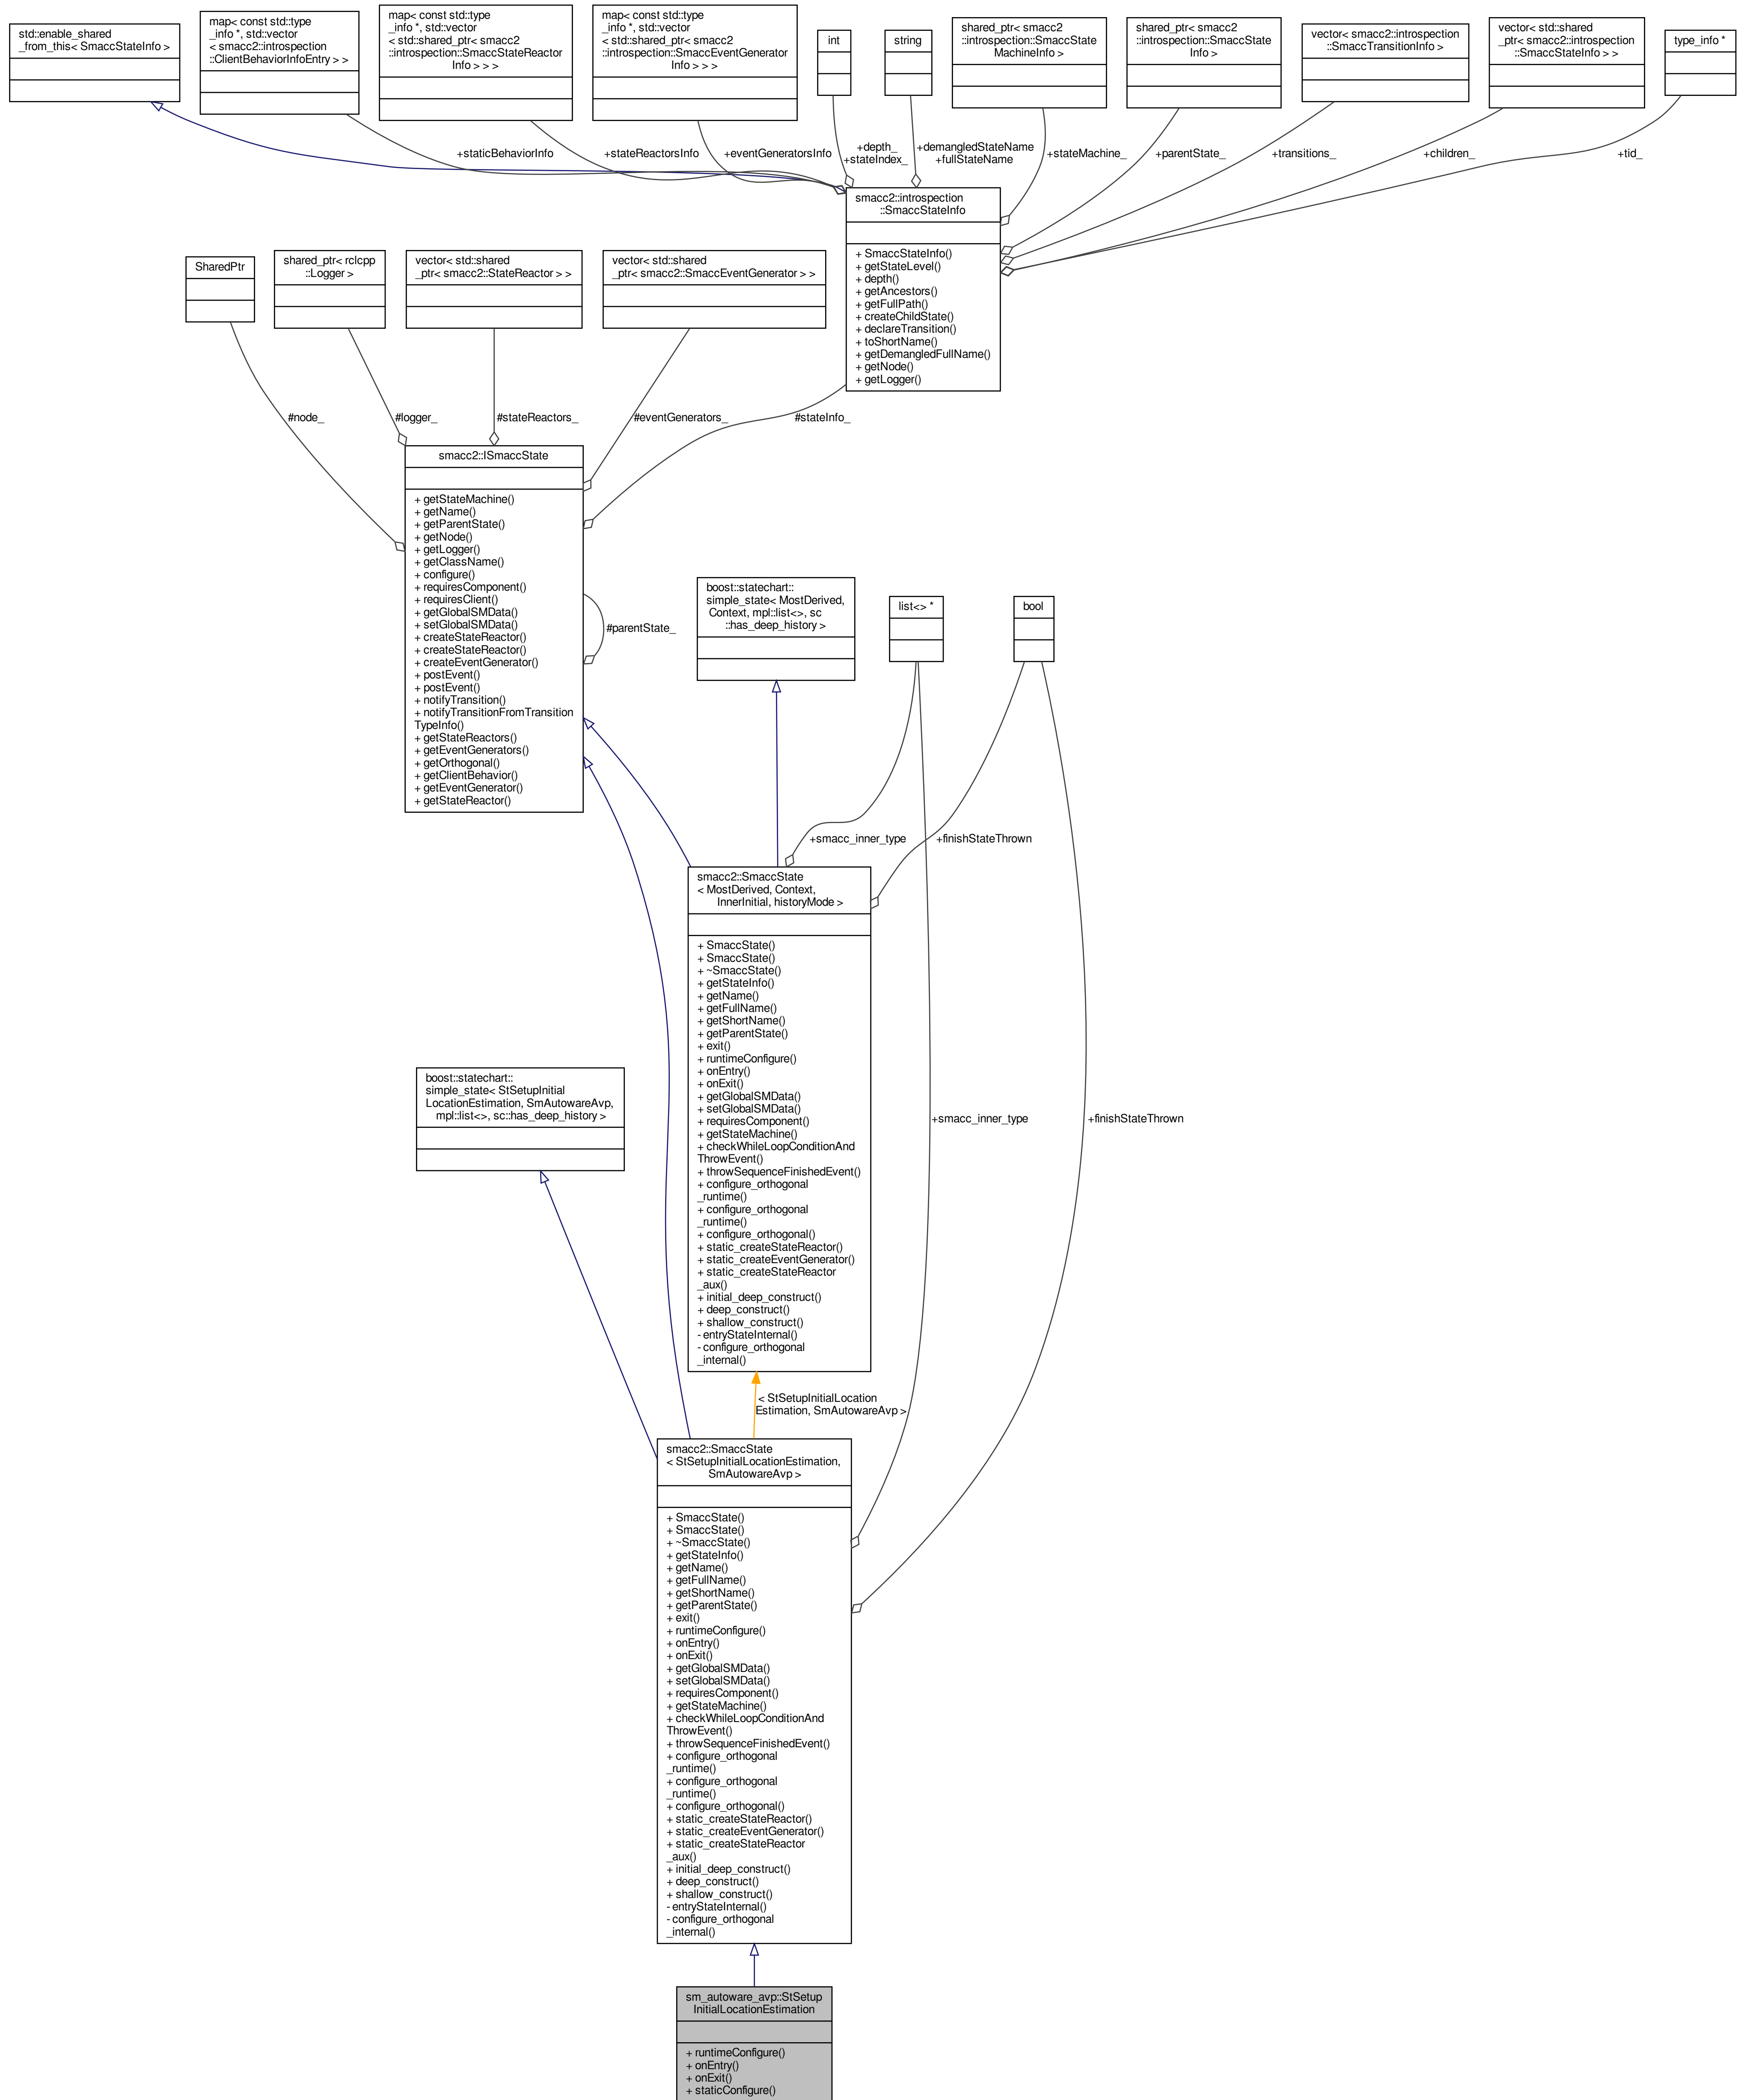 std::enable_shared
_from_this< SmaccStateInfo >
map< const std::type
_info *, std::vector
< smacc2::introspection
::ClientBehaviorInfoEntry > >
map< const std::type
_info *, std::vector
< std::shared_ptr< smacc2
::introspection::SmaccStateReactor
Info > > >
map< const std::type
_info *, std::vector
< std::shared_ptr< smacc2
::introspection::SmaccEventGenerator
Info > > >
int
string
shared_ptr< smacc2
::introspection::SmaccState
MachineInfo >
shared_ptr< smacc2
::introspection::SmaccState
Info >
vector< smacc2::introspection
::SmaccTransitionInfo >
vector< std::shared
_ptr< smacc2::introspection
::SmaccStateInfo > >
type_info *
+staticBehaviorInfo
+stateReactorsInfo
+eventGeneratorsInfo
+depth_
+stateIndex_
+demangledStateName
+fullStateName
+stateMachine_
+parentState_
+transitions_
+children_
+tid_
smacc2::introspection
::SmaccStateInfo
+ SmaccStateInfo()
+ getStateLevel()
+ depth()
+ getAncestors()
+ getFullPath()
+ createChildState()
+ declareTransition()
+ toShortName()
+ getDemangledFullName()
+ getNode()
+ getLogger()
SharedPtr
shared_ptr< rclcpp
::Logger >
vector< std::shared
_ptr< smacc2::StateReactor > >
vector< std::shared
_ptr< smacc2::SmaccEventGenerator > >
#node_
#logger_
#stateReactors_
#eventGenerators_
#stateInfo_
smacc2::ISmaccState
+ getStateMachine()
+ getName()
+ getParentState()
+ getNode()
+ getLogger()
+ getClassName()
+ configure()
+ requiresComponent()
+ requiresClient()
+ getGlobalSMData()
+ setGlobalSMData()
+ createStateReactor()
+ createStateReactor()
+ createEventGenerator()
+ postEvent()
+ postEvent()
+ notifyTransition()
+ notifyTransitionFromTransition
TypeInfo()
+ getStateReactors()
+ getEventGenerators()
+ getOrthogonal()
+ getClientBehavior()
+ getEventGenerator()
+ getStateReactor()
#parentState_
boost::statechart::
simple_state< MostDerived,
Context, mpl::list<>, sc
::has_deep_history >
list<> *
bool
+smacc_inner_type
+finishStateThrown
smacc2::SmaccState
< MostDerived, Context,
InnerInitial, historyMode >
+ SmaccState()
+ SmaccState()
+ ~SmaccState()
+ getStateInfo()
+ getName()
+ getFullName()
+ getShortName()
+ getParentState()
+ exit()
+ runtimeConfigure()
+ onEntry()
+ onExit()
+ getGlobalSMData()
+ setGlobalSMData()
+ requiresComponent()
+ getStateMachine()
+ checkWhileLoopConditionAnd
ThrowEvent()
+ throwSequenceFinishedEvent()
+ configure_orthogonal
_runtime()
+ configure_orthogonal
_runtime()
+ configure_orthogonal()
+ static_createStateReactor()
+ static_createEventGenerator()
+ static_createStateReactor
_aux()
+ initial_deep_construct()
+ deep_construct()
+ shallow_construct()
- entryStateInternal()
- configure_orthogonal
_internal()
boost::statechart::
simple_state< StSetupInitial
LocationEstimation, SmAutowareAvp,
mpl::list<>, sc::has_deep_history >
+smacc_inner_type
+finishStateThrown
< StSetupInitialLocation
Estimation, SmAutowareAvp >
smacc2::SmaccState
< StSetupInitialLocationEstimation,
SmAutowareAvp >
+ SmaccState()
+ SmaccState()
+ ~SmaccState()
+ getStateInfo()
+ getName()
+ getFullName()
+ getShortName()
+ getParentState()
+ exit()
+ runtimeConfigure()
+ onEntry()
+ onExit()
+ getGlobalSMData()
+ setGlobalSMData()
+ requiresComponent()
+ getStateMachine()
+ checkWhileLoopConditionAnd
ThrowEvent()
+ throwSequenceFinishedEvent()
+ configure_orthogonal
_runtime()
+ configure_orthogonal
_runtime()
+ configure_orthogonal()
+ static_createStateReactor()
+ static_createEventGenerator()
+ static_createStateReactor
_aux()
+ initial_deep_construct()
+ deep_construct()
+ shallow_construct()
- entryStateInternal()
- configure_orthogonal
_internal()
sm_autoware_avp::StSetup
InitialLocationEstimation
+ runtimeConfigure()
+ onEntry()
+ onExit()
+ staticConfigure()